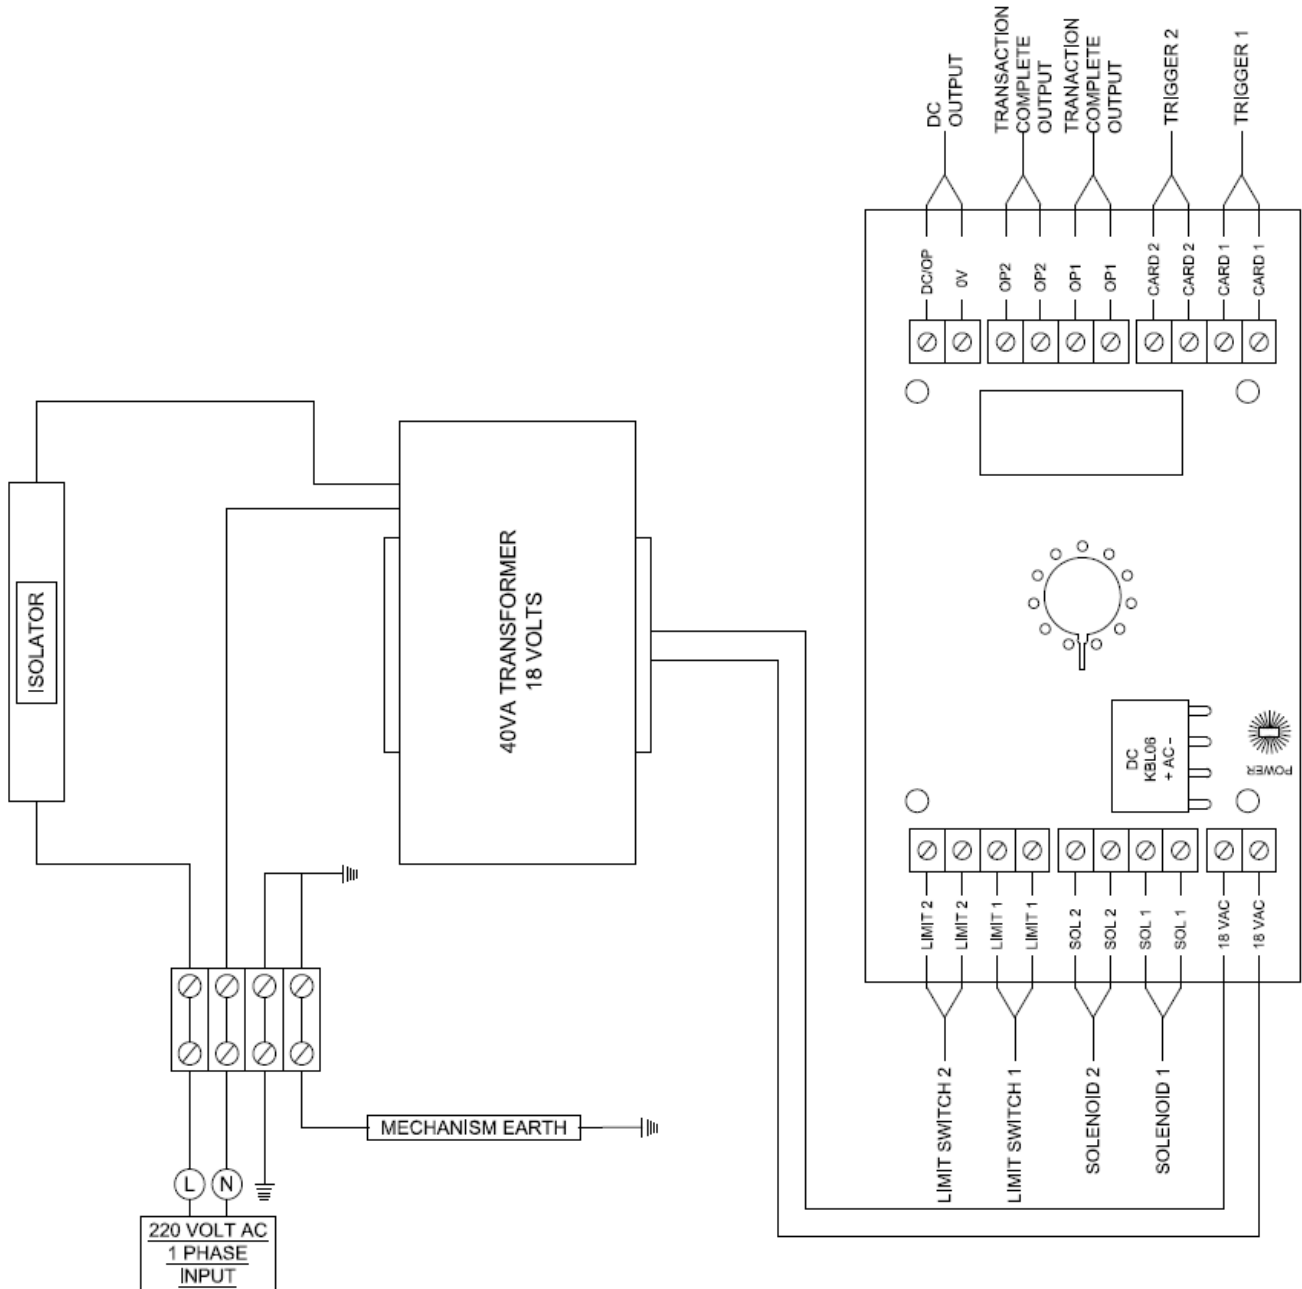 DC
OUTPUT
TRANSACTION
COMPLETE
OUTPUT
TRANACTION
COMPLETE
OUTPUT
TRIGGER 2
TRIGGER 1
DC/OP
0V
OP2
OP2
OP1
OP1
CARD 2
CARD 2
CARD 1
CARD 1
ISOLATOR
40VA TRANSFORMER
18 VOLTS
DC
KBL06
+ AC -
POWER
LIMIT 2
LIMIT 2
LIMIT 1
LIMIT 1
SOL 2
SOL 2
SOL 1
SOL 1
18 VAC
18 VAC
LIMIT SWITCH 2
LIMIT SWITCH 1
SOLENOID 2
SOLENOID 1
MECHANISM EARTH
L
N
220 VOLT AC
1 PHASE
INPUT